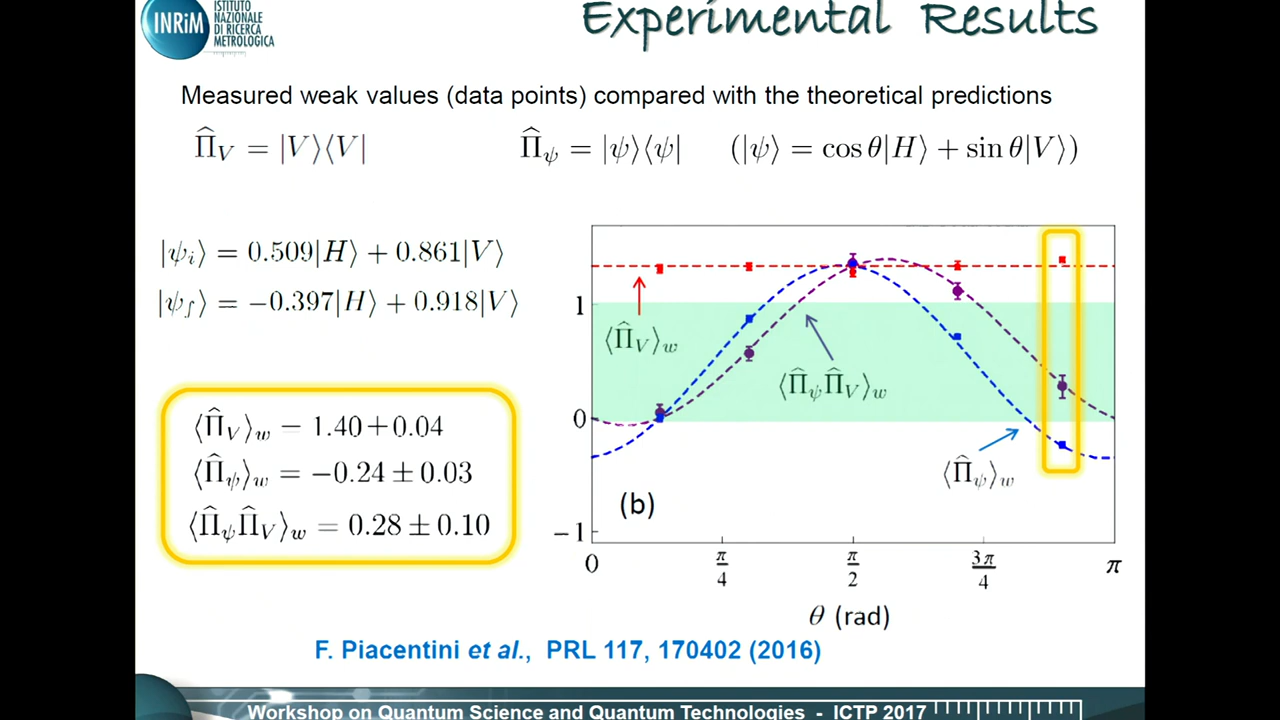 INRiM
ISTITUTO
NAZIONALE
DI RICERCA
METROLOGICA
Experimental Results
Measured weak values (data points) compared with the theoretical predictions
Π̂_V = |V⟩⟨V|
Π̂_ψ = |ψ⟩⟨ψ| (|ψ⟩ = cos θ|H⟩ + sin θ|V⟩)
|ψ_i⟩ = 0.509|H⟩ + 0.861|V⟩
|ψ_f⟩ = −0.397|H⟩ + 0.918|V⟩
⟨Π̂_V⟩_w = 1.40 ± 0.04
⟨Π̂_ψ⟩_w = −0.24 ± 0.03
⟨Π̂_ψ Π̂_V⟩_w = 0.28 ± 0.10
1
0
−1
⟨Π̂_V⟩_w
⟨Π̂_ψ Π̂_V⟩_w
⟨Π̂_ψ⟩_w
(b)
0 π/4 π/2 3π/4 π
θ (rad)
F. Piacentini et al., PRL 117, 170402 (2016)
Workshop on Quantum Science and Quantum Technologies - ICTP 2017